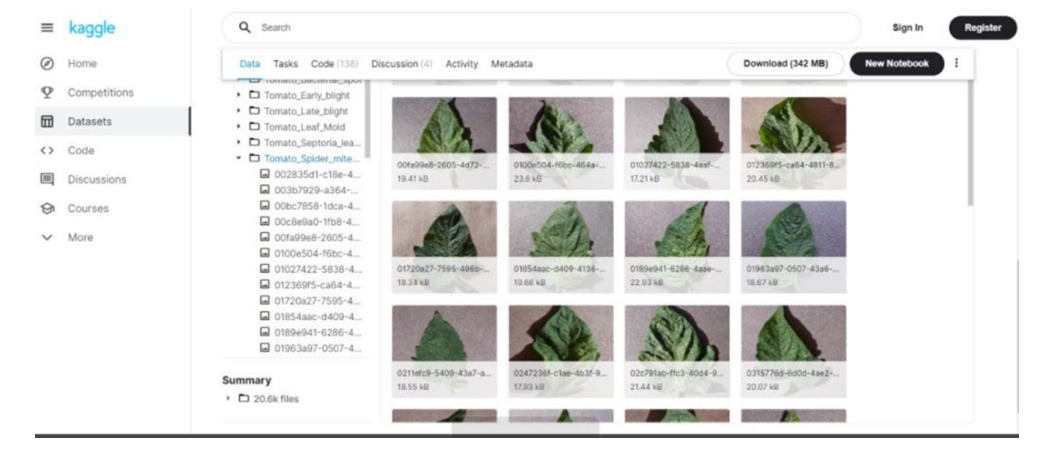 kaggle
Search
Sign In
Register
Home
Competitions
Datasets
Code
Discussions
Courses
More
Data Tasks Code (138) Discussion (4) Activity Metadata
Download (342 MB)
New Notebook
Tomato_Bacterial_spot
Tomato_Early_blight
Tomato_Late_blight
Tomato_Leaf_Mold
Tomato_Septoria_lea...
Tomato_Spider_mite...
002835d1-c18e-4...
003b7929-a364-...
00bc7858-1dca-4...
00c8e9a0-1fb8-4...
00fa99e8-2605-4...
0100e504-f6bc-4...
01027422-5838-4...
012369f5-ca64-4...
01720a27-7595-4...
01854aac-d409-4...
0189e941-6286-4...
01963a97-0507-4...
Summary
20.6k files
00fa99e8-2605-4d72-...
19.41 kB
0100e504-f6bc-464a-...
23.6 kB
01027422-5838-4aaf-...
17.21 kB
012369f5-ca64-4811-8...
20.45 kB
01720a27-7595-496b-...
18.34 kB
01854aac-d409-4136-...
19.66 kB
0189e941-6286-4aae-...
22.93 kB
01963a97-0507-43a6-...
18.67 kB
0211efc9-5409-43a7-a...
18.55 kB
0247236f-c1ae-4b3f-9...
17.93 kB
02c791ab-ffc3-40d4-9...
21.44 kB
0315776d-6d0d-4ae2-...
20.07 kB